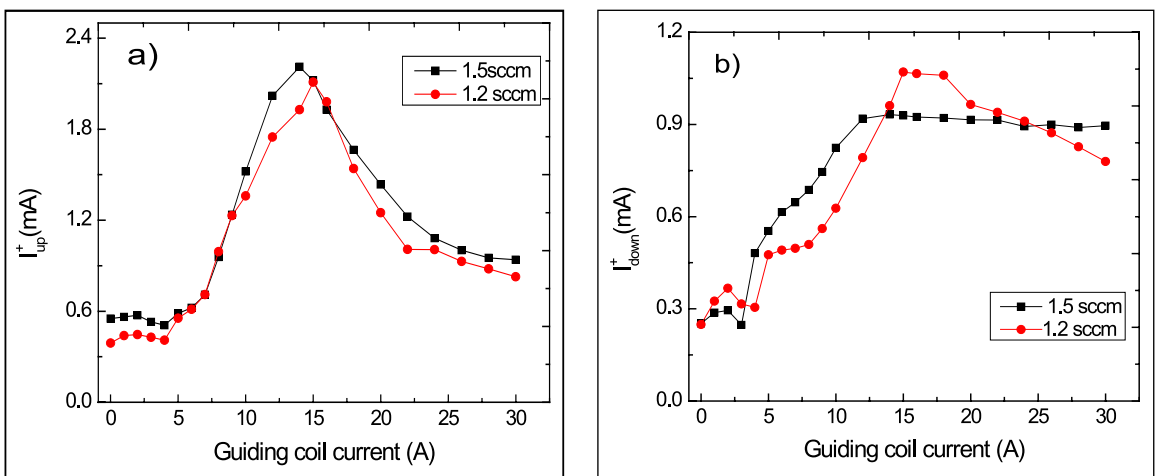 a)
1.5sccm
1.2 sccm
2.4
1.8
1.2
0.6
0.0
I+up(mA)
0 5 10 15 20 25 30
Guiding coil current (A)
b)
1.5 sccm
1.2 sccm
1.2
0.9
0.6
0.3
0.0
I+down(mA)
0 5 10 15 20 25 30
Guiding coil current (A)